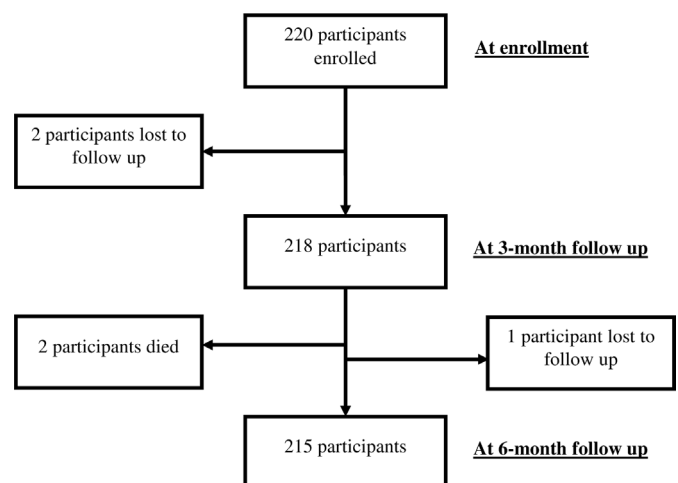 220 participants
enrolled
At enrollment
2 participants lost to
follow up
218 participants
At 3-month follow up
2 participants died
1 participant lost to
follow up
215 participants
At 6-month follow up